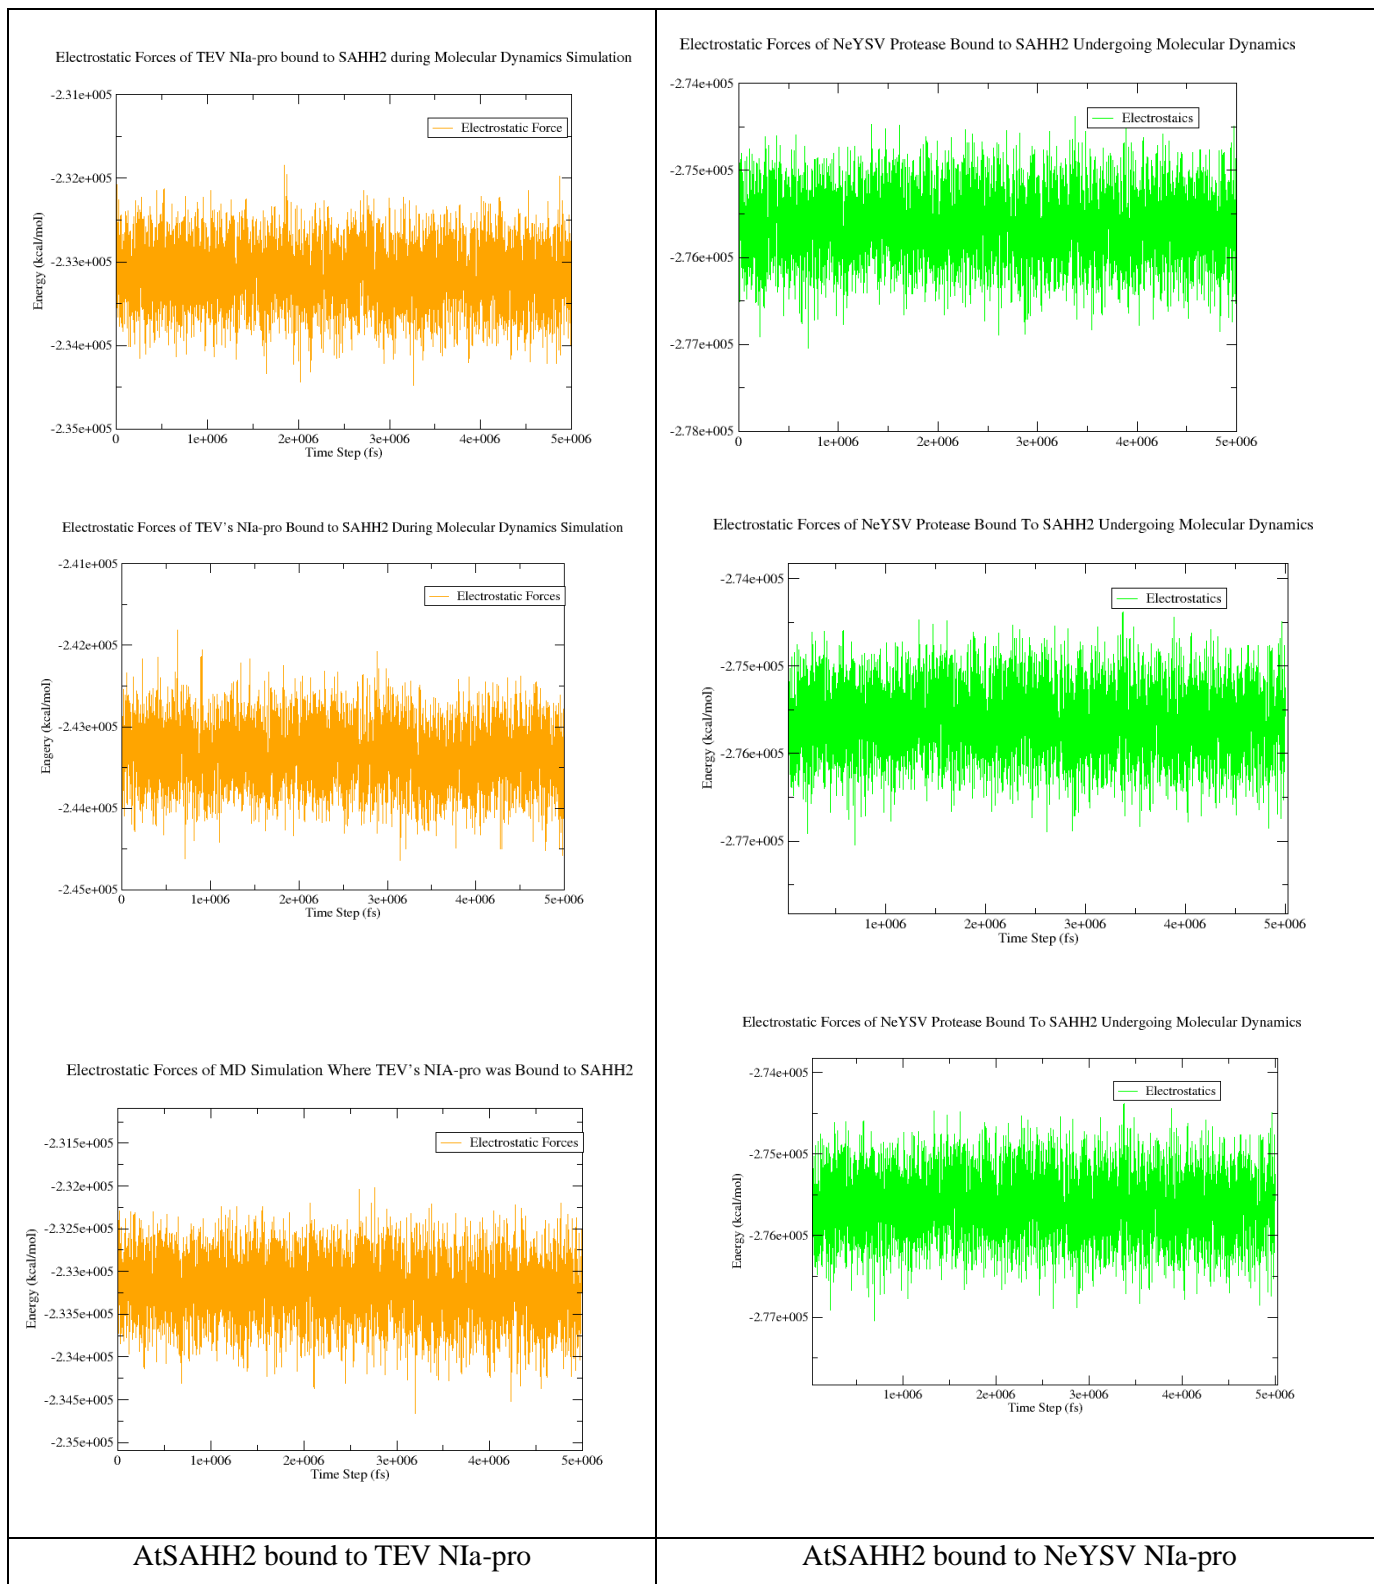 Electrostatic Forces of TEV NIa-pro bound to SAHH2 during Molecular Dynamics Simulation
-2.31e+005
Electrostatic Force
-2.32e+005
Energy (kcal/mol)
-2.33e+005
-2.34e+005
-2.35e+005
0 1e+006 2e+006 3e+006 4e+006 5e+006
Time Step (fs)
Electrostatic Forces of TEV's NIa-pro Bound to SAHH2 During Molecular Dynamics Simulation
-2.41e+005
Electrostatic Forces
-2.42e+005
Engery (kcal/mol)
-2.43e+005
-2.44e+005
-2.45e+005
0 1e+006 2e+006 3e+006 4e+006 5e+006
Time Step (fs)
Electrostatic Forces of MD Simulation Where TEV's NIA-pro was Bound to SAHH2
-2.315e+005
Electrostatic Forces
-2.32e+005
-2.325e+005
Energy (kcal/mol)
-2.33e+005
-2.335e+005
-2.34e+005
-2.345e+005
-2.35e+005
0 1e+006 2e+006 3e+006 4e+006 5e+006
Time Step (fs)
AtSAHH2 bound to TEV NIa-pro
Electrostatic Forces of NeYSV Protease Bound to SAHH2 Undergoing Molecular Dynamics
-2.74e+005
Electrostaics
-2.75e+005
Energy (kcal/mol)
-2.76e+005
-2.77e+005
-2.78e+005
0 1e+006 2e+006 3e+006 4e+006 5e+006
Time Step (fs)
Electrostatic Forces of NeYSV Protease Bound To SAHH2 Undergoing Molecular Dynamics
-2.74e+005
Electrostatics
-2.75e+005
Energy (kcal/mol)
-2.76e+005
-2.77e+005
1e+006 2e+006 3e+006 4e+006 5e+006
Time Step (fs)
Electrostatic Forces of NeYSV Protease Bound To SAHH2 Undergoing Molecular Dynamics
-2.74e+005
Electrostatics
-2.75e+005
Energy (kcal/mol)
-2.76e+005
-2.77e+005
1e+006 2e+006 3e+006 4e+006 5e+006
Time Step (fs)
AtSAHH2 bound to NeYSV NIa-pro